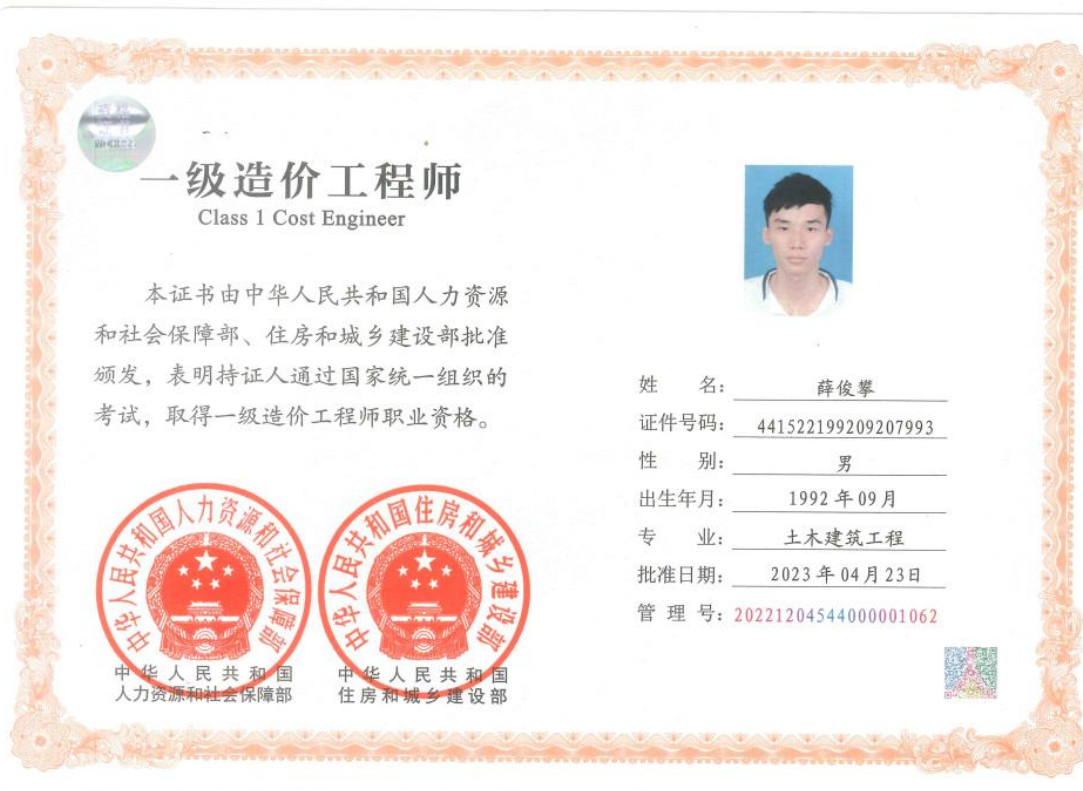 一级造价工程师
Class 1 Cost Engineer
本证书由中华人民共和国人力资源
和社会保障部、住房和城乡建设部批准
颁发，表明持证人通过国家统一组织的
考试，取得一级造价工程师职业资格。
中华人民共和国人力资源和社会保障部
中华人民共和国住房和城乡建设部
中华人民共和国
人力资源和社会保障部
中华人民共和国
住房和城乡建设部
姓 名：薛俊攀
证件号码：441522199209207993
性 别：男
出生年月：1992年09月
专 业：土木建筑工程
批准日期：2023年04月23日
管 理 号：20221204544000001062